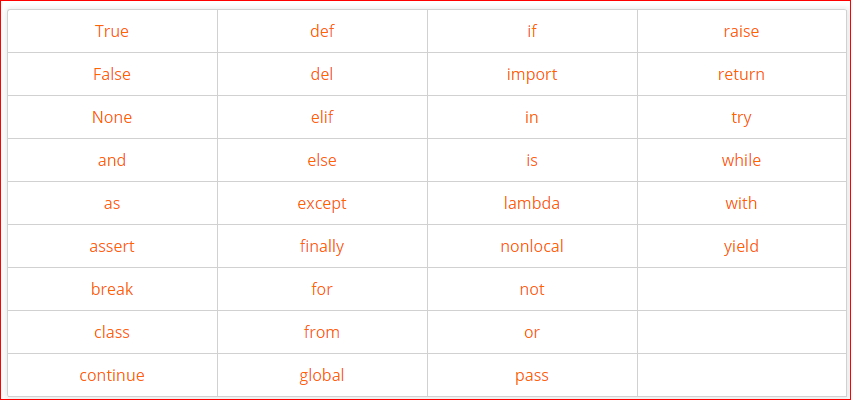 True def if raise
False del import return
None elif in try
and else is while
as except lambda with
assert finally nonlocal yield
break for not
class from or
continue global pass